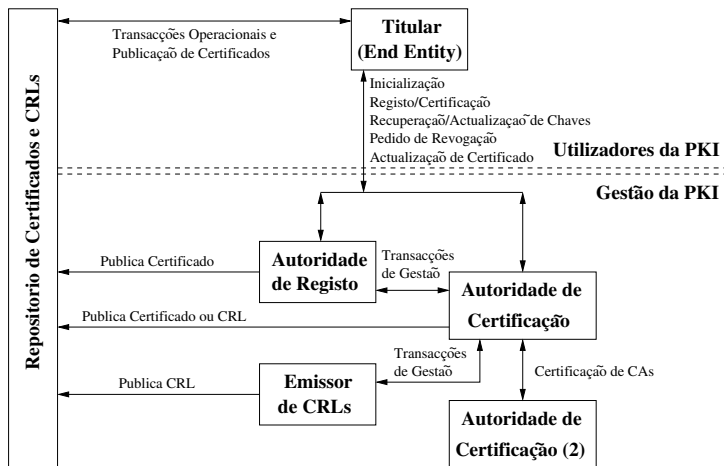 Repositorio de Certificados e CRLs
Transacções Operacionais e
Publicação de Certificados
Titular
(End Entity)
Inicialização
Registo/Certificação
Recuperação/Actualização de Chaves
Pedido de Revogação
Actualização de Certificado
Utilizadores da PKI
Gestão da PKI
Publica Certificado
Autoridade
de Registo
Transacções
de Gestão
Autoridade de
Certificação
Publica Certificado ou CRL
Transacções
de Gestão
Publica CRL
Emissor
de CRLs
Certificação de CAs
Autoridade de
Certificação (2)